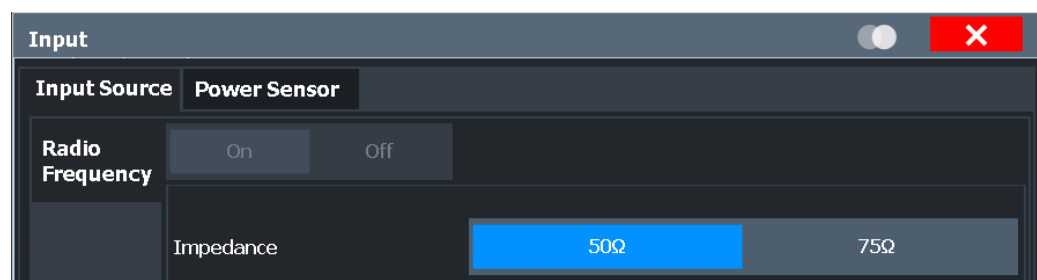 Input
Input Source Power Sensor
Radio On Off
Frequency
Impedance 50Ω 75Ω